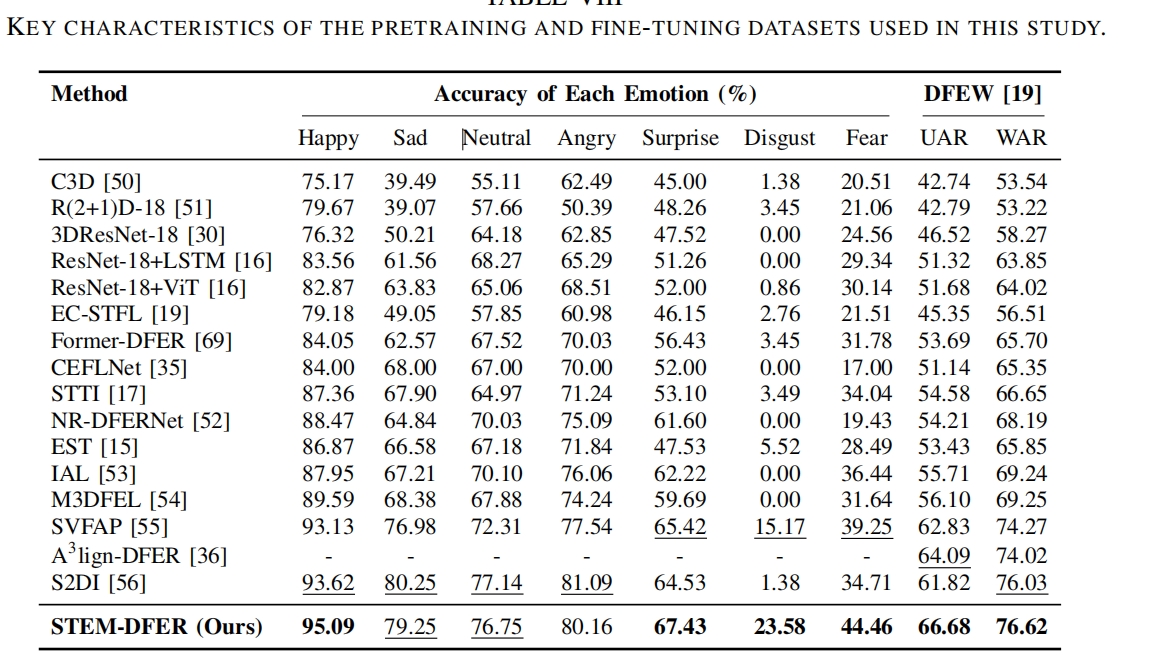 TABLE VIII
KEY CHARACTERISTICS OF THE PRETRAINING AND FINE-TUNING DATASETS USED IN THIS STUDY.
Method Accuracy of Each Emotion (%) DFEW [19]
Happy Sad Neutral Angry Surprise Disgust Fear UAR WAR
C3D [50] 75.17 39.49 55.11 62.49 45.00 1.38 20.51 42.74 53.54
R(2+1)D-18 [51] 79.67 39.07 57.66 50.39 48.26 3.45 21.06 42.79 53.22
3DResNet-18 [30] 76.32 50.21 64.18 62.85 47.52 0.00 24.56 46.52 58.27
ResNet-18+LSTM [16] 83.56 61.56 68.27 65.29 51.26 0.00 29.34 51.32 63.85
ResNet-18+ViT [16] 82.87 63.83 65.06 68.51 52.00 0.86 30.14 51.68 64.02
EC-STFL [19] 79.18 49.05 57.85 60.98 46.15 2.76 21.51 45.35 56.51
Former-DFER [69] 84.05 62.57 67.52 70.03 56.43 3.45 31.78 53.69 65.70
CEFLNet [35] 84.00 68.00 67.00 70.00 52.00 0.00 17.00 51.14 65.35
STTI [17] 87.36 67.90 64.97 71.24 53.10 3.49 34.04 54.58 66.65
NR-DFERNet [52] 88.47 64.84 70.03 75.09 61.60 0.00 19.43 54.21 68.19
EST [15] 86.87 66.58 67.18 71.84 47.53 5.52 28.49 53.43 65.85
IAL [53] 87.95 67.21 70.10 76.06 62.22 0.00 36.44 55.71 69.24
M3DFEL [54] 89.59 68.38 67.88 74.24 59.69 0.00 31.64 56.10 69.25
SVFAP [55] 93.13 76.98 72.31 77.54 65.42 15.17 39.25 62.83 74.27
A³lign-DFER [36] - - - - - - - 64.09 74.02
S2DI [56] 93.62 80.25 77.14 81.09 64.53 1.38 34.71 61.82 76.03
STEM-DFER (Ours) 95.09 79.25 76.75 80.16 67.43 23.58 44.46 66.68 76.62